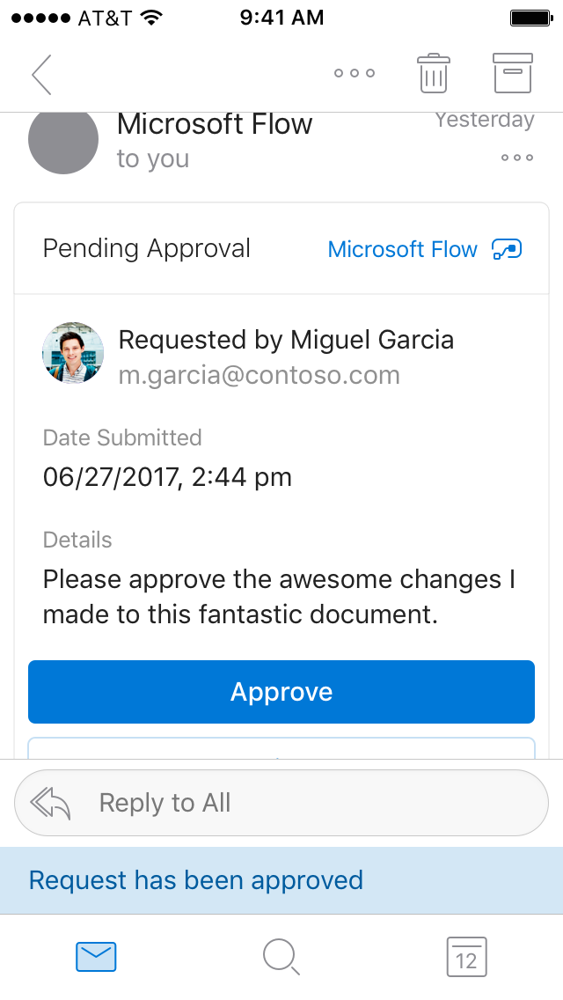 AT&T 9:41 AM
Microsoft Flow Yesterday
to you
Pending Approval Microsoft Flow
Requested by Miguel Garcia
m.garcia@contoso.com
Date Submitted
06/27/2017, 2:44 pm
Details
Please approve the awesome changes I
made to this fantastic document.
Approve
Reply to All
Request has been approved
12